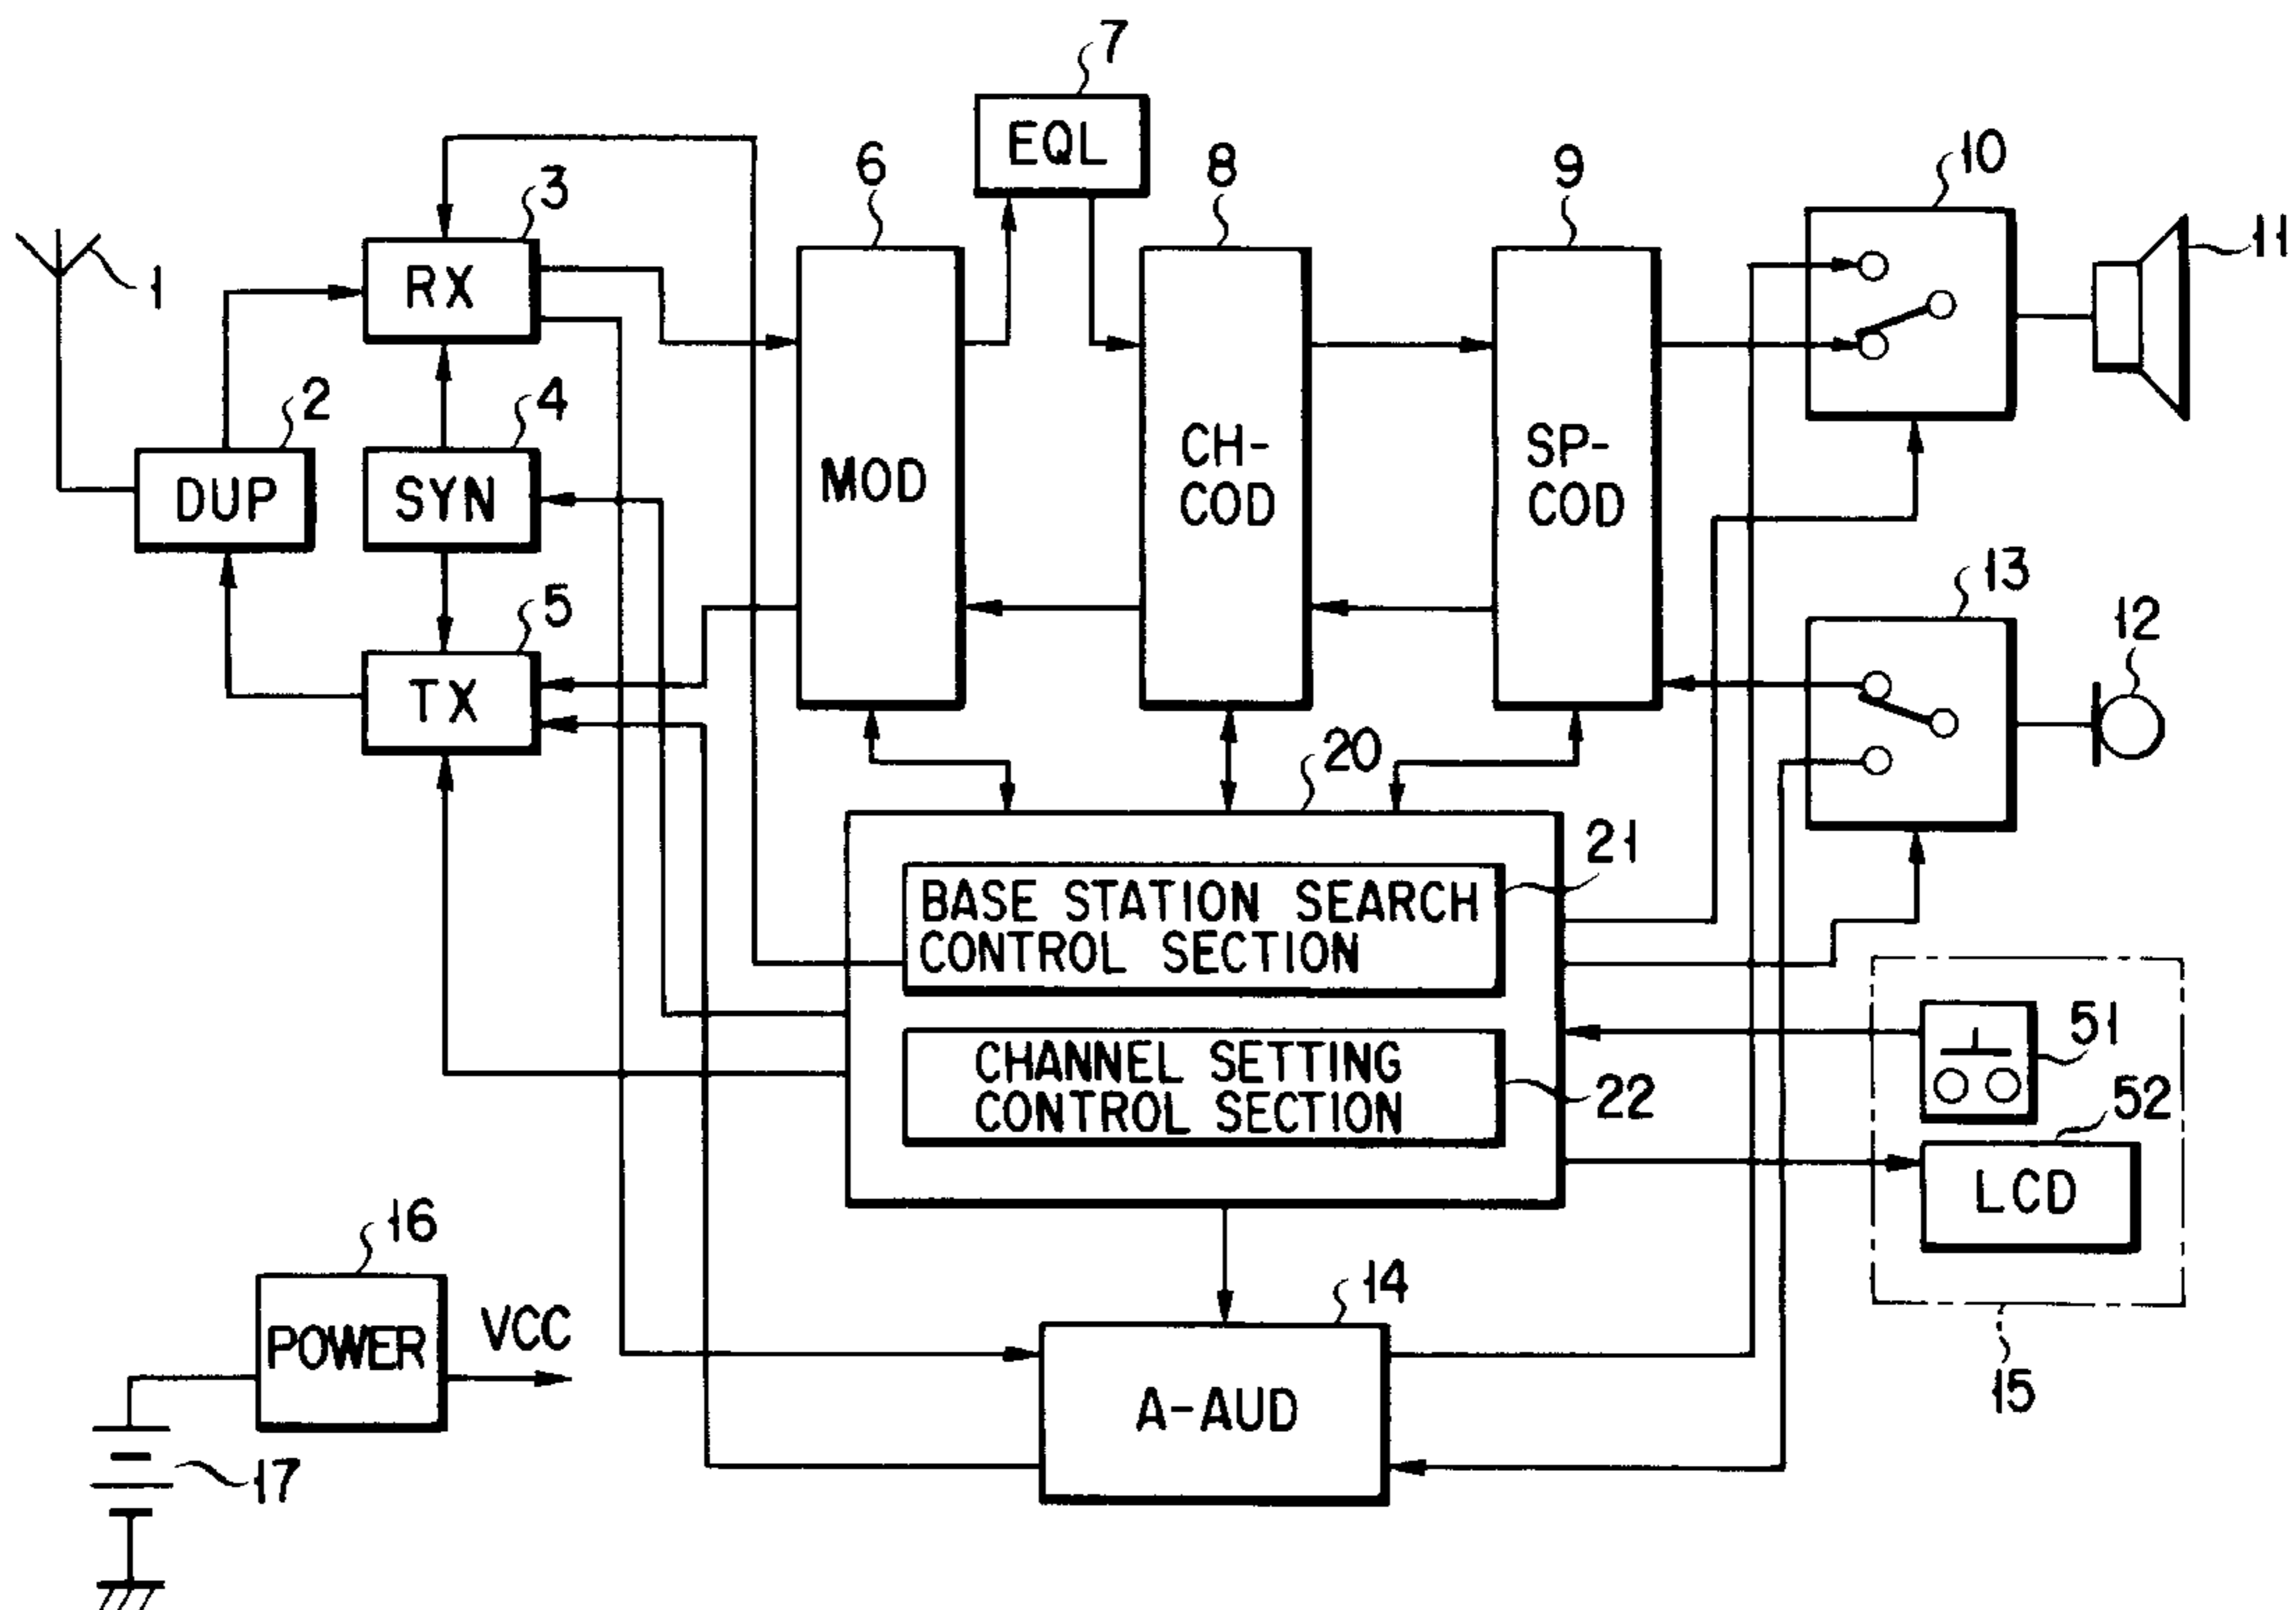 7
EQL
6
8
9
10
3
11
RX
1
2
4
DUP
SYN
MOD
CH-
COD
SP-
COD
5
13
12
TX
20
21
BASE STATION SEARCH
CONTROL SECTION
51
CHANNEL SETTING
CONTROL SECTION
22
52
LCD
16
14
POWER
VCC
15
A-AUD
17